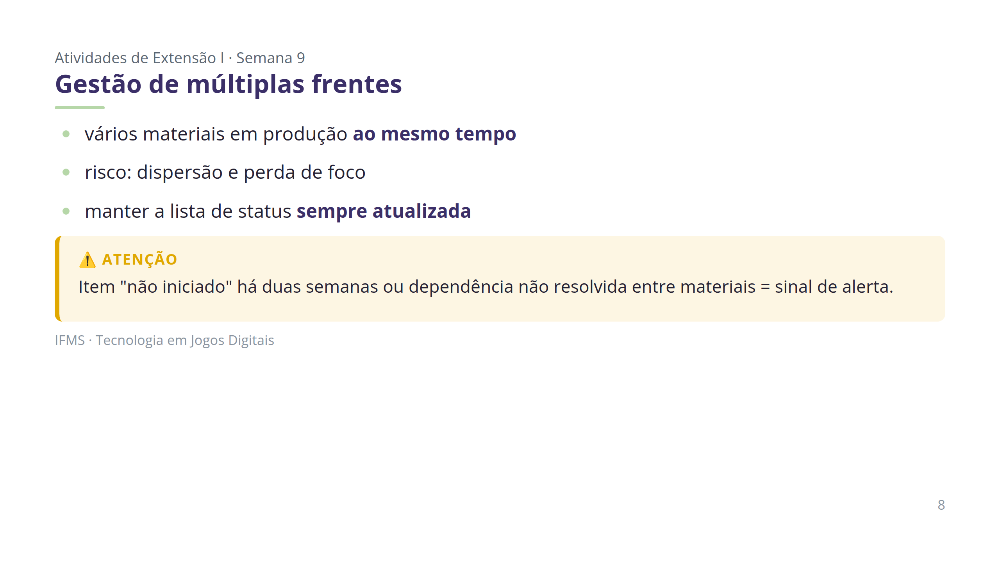 Atividades de Extensão I · Semana 9
Gestão de múltiplas frentes
vários materiais em produção ao mesmo tempo
risco: dispersão e perda de foco
manter a lista de status sempre atualizada
⚠️ ATENÇÃO
Item "não iniciado" há duas semanas ou dependência não resolvida entre materiais = sinal de alerta.
IFMS · Tecnologia em Jogos Digitais
8